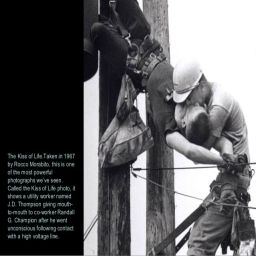 The Kiss of Life.Taken in 1967
by Rocco Morabito, this is one
of the most powerful
photographs we've seen.
Called the Kiss of Life photo, it
shows a utility worker named
J.D. Thompson giving mouth-
to-mouth to co-worker Randall
G. Champion after he went
unconscious following contact
with a high voltage line.